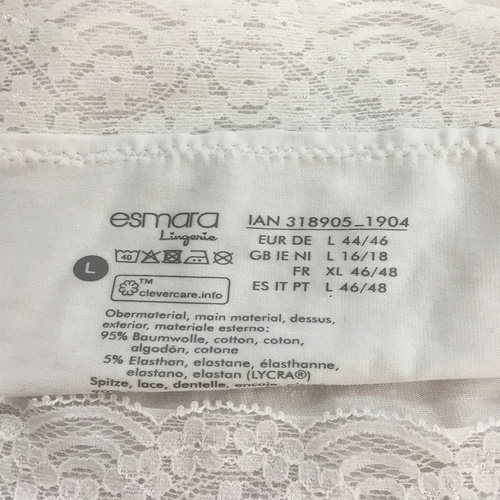 esmara
Lingerie
IAN 318905_1904
EUR DE L 44/46
GB IE NI L 16/18
FR XL 46/48
ES IT PT L 46/48
40
L
TM
clevercare.info
Obermaterial, main material, dessus,
exterior, materiale esterno:
95% Baumwolle, cotton, coton,
algodón, cotone
5% Elasthan, elastane, élasthanne,
elastano, elastan (LYCRA®)
Spitze, lace, dentelle,